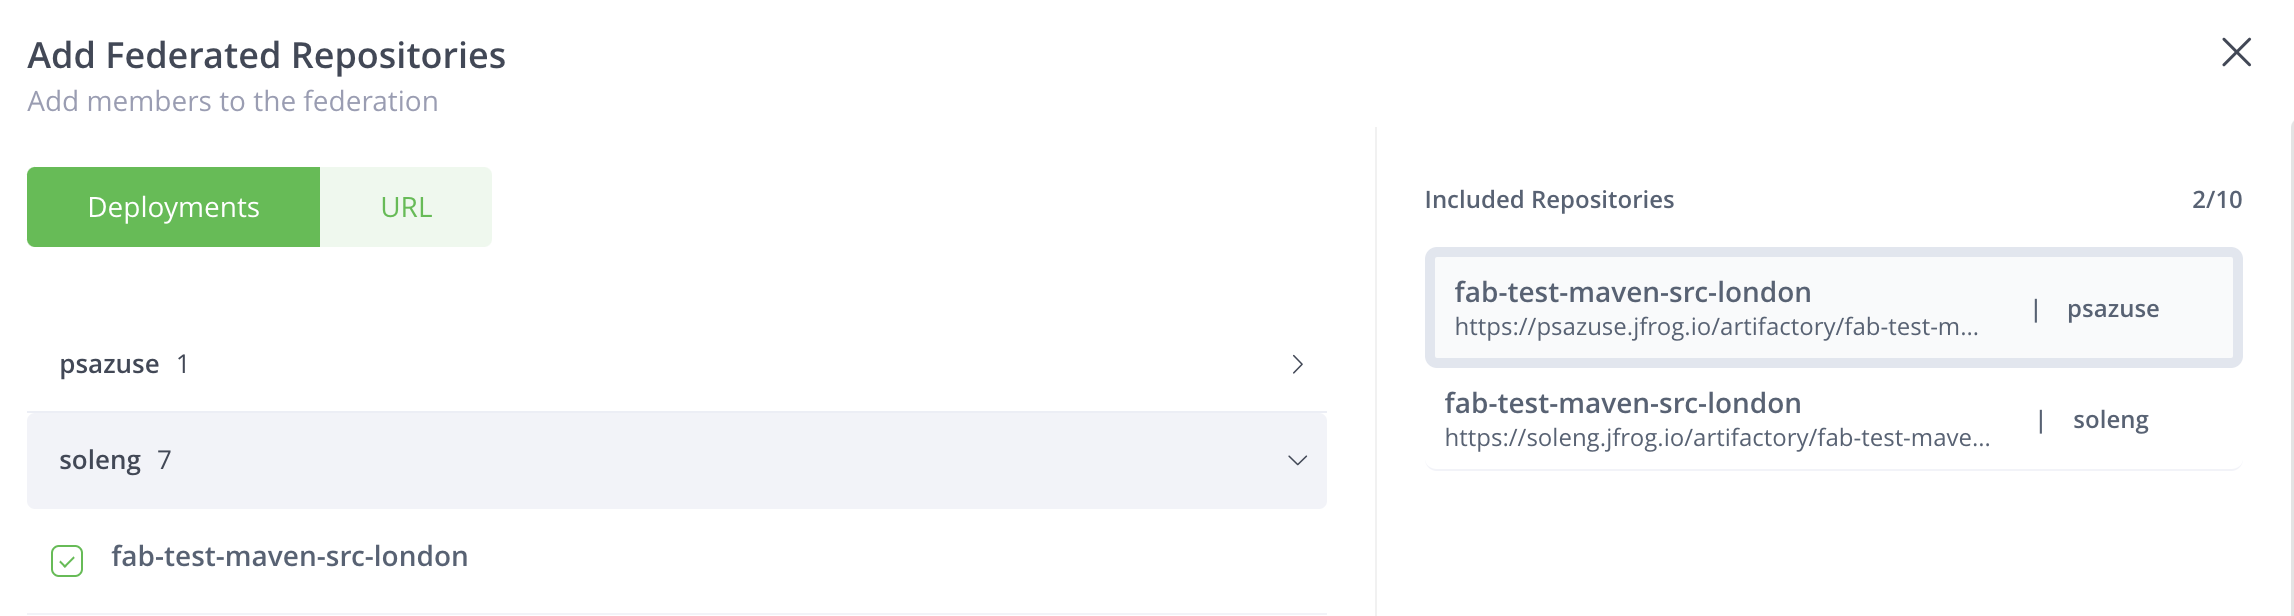 Add Federated Repositories
Add members to the federation
Deployments
URL
psazuse 1
soleng 7
fab-test-maven-src-london
Included Repositories 2/10
fab-test-maven-src-london
https://psazuse.jfrog.io/artifactory/fab-test-m...
| psazuse
fab-test-maven-src-london
https://soleng.jfrog.io/artifactory/fab-test-mave...
| soleng